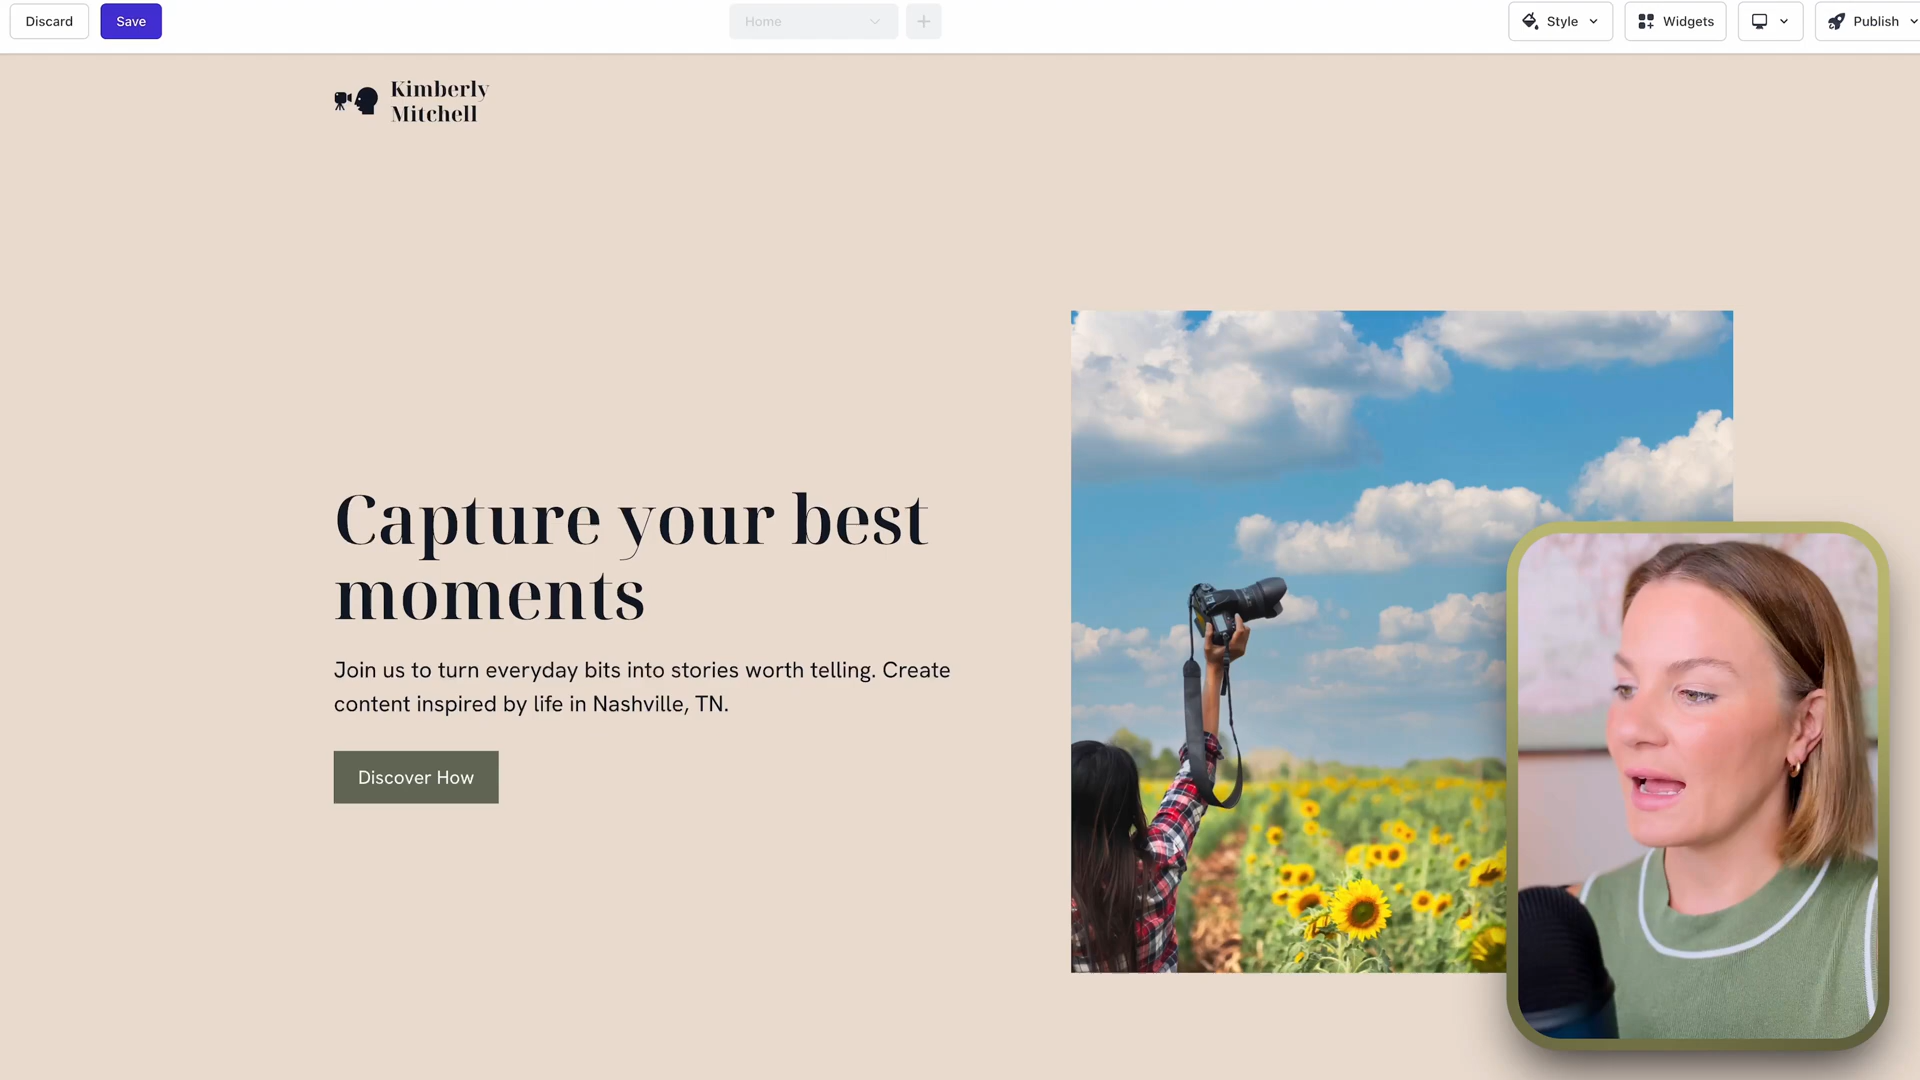 Discard
Save
Home
Style
Widgets
Publish
Kimberly
Mitchell
Capture your best
moments
Join us to turn everyday bits into stories worth telling. Create
content inspired by life in Nashville, TN.
Discover How